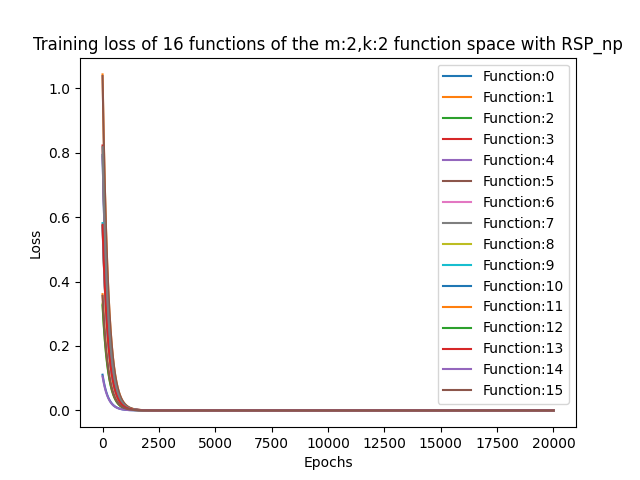 Training loss of 16 functions of the m:2,k:2 function space with RSP_np
Loss
1.0
0.8
0.6
0.4
0.2
0.0
Function:0
Function:1
Function:2
Function:3
Function:4
Function:5
Function:6
Function:7
Function:8
Function:9
Function:10
Function:11
Function:12
Function:13
Function:14
Function:15
0 2500 5000 7500 10000 12500 15000 17500 20000
Epochs